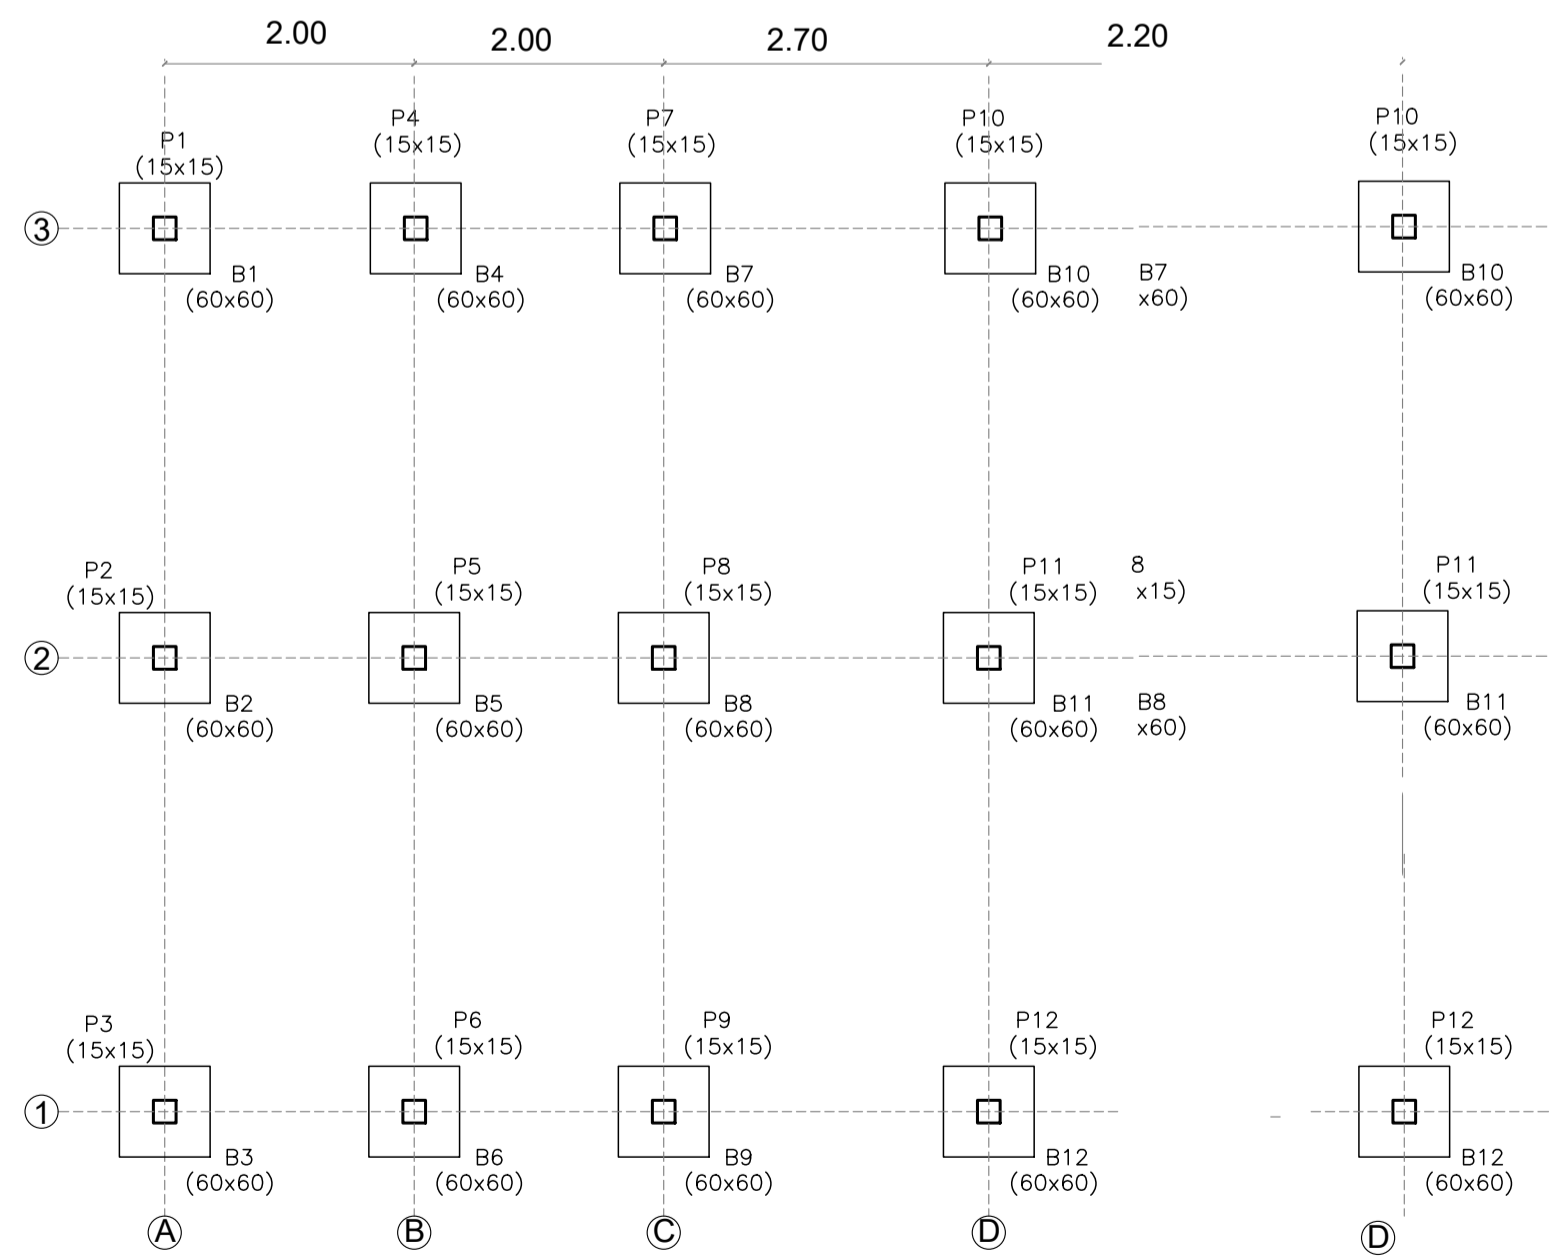 2.00 2.00 2.70 2.20
P1
(15x15)
P4
(15x15)
P7
(15x15)
P10
(15x15)
P10
(15x15)
3
B1
(60x60)
B4
(60x60)
B7
(60x60)
B10
(60x60)
B7
x60)
B10
(60x60)
P2
(15x15)
P5
(15x15)
P8
(15x15)
P11
(15x15)
8
x15)
P11
(15x15)
2
B2
(60x60)
B5
(60x60)
B8
(60x60)
B11
(60x60)
B8
x60)
B11
(60x60)
P3
(15x15)
P6
(15x15)
P9
(15x15)
P12
(15x15)
P12
(15x15)
1
B3
(60x60)
B6
(60x60)
B9
(60x60)
B12
(60x60)
B12
(60x60)
A B C D D